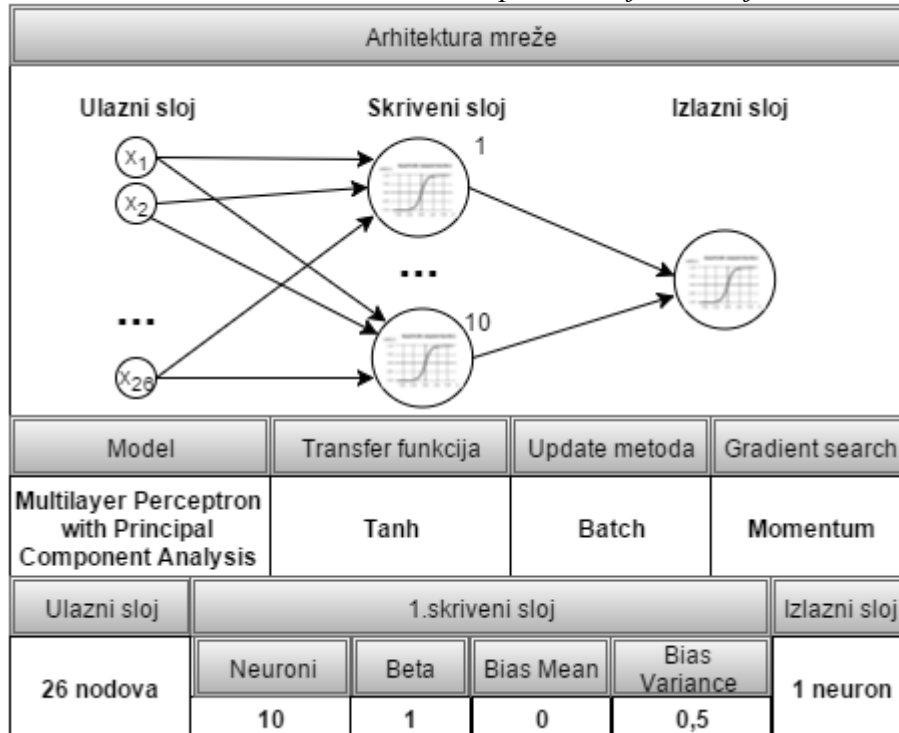 Arhitektura mreže
Ulazni sloj
Skriveni sloj
Izlazni sloj
x1
1
x2
...
...
10
x26
Model
Transfer funkcija
Update metoda
Gradient search
Multilayer Perceptron
with Principal
Component Analysis
Tanh
Batch
Momentum
Ulazni sloj
1.skriveni sloj
Izlazni sloj
26 nodova
Neuroni
Beta
Bias Mean
Bias
Variance
1 neuron
10
1
0
0,5